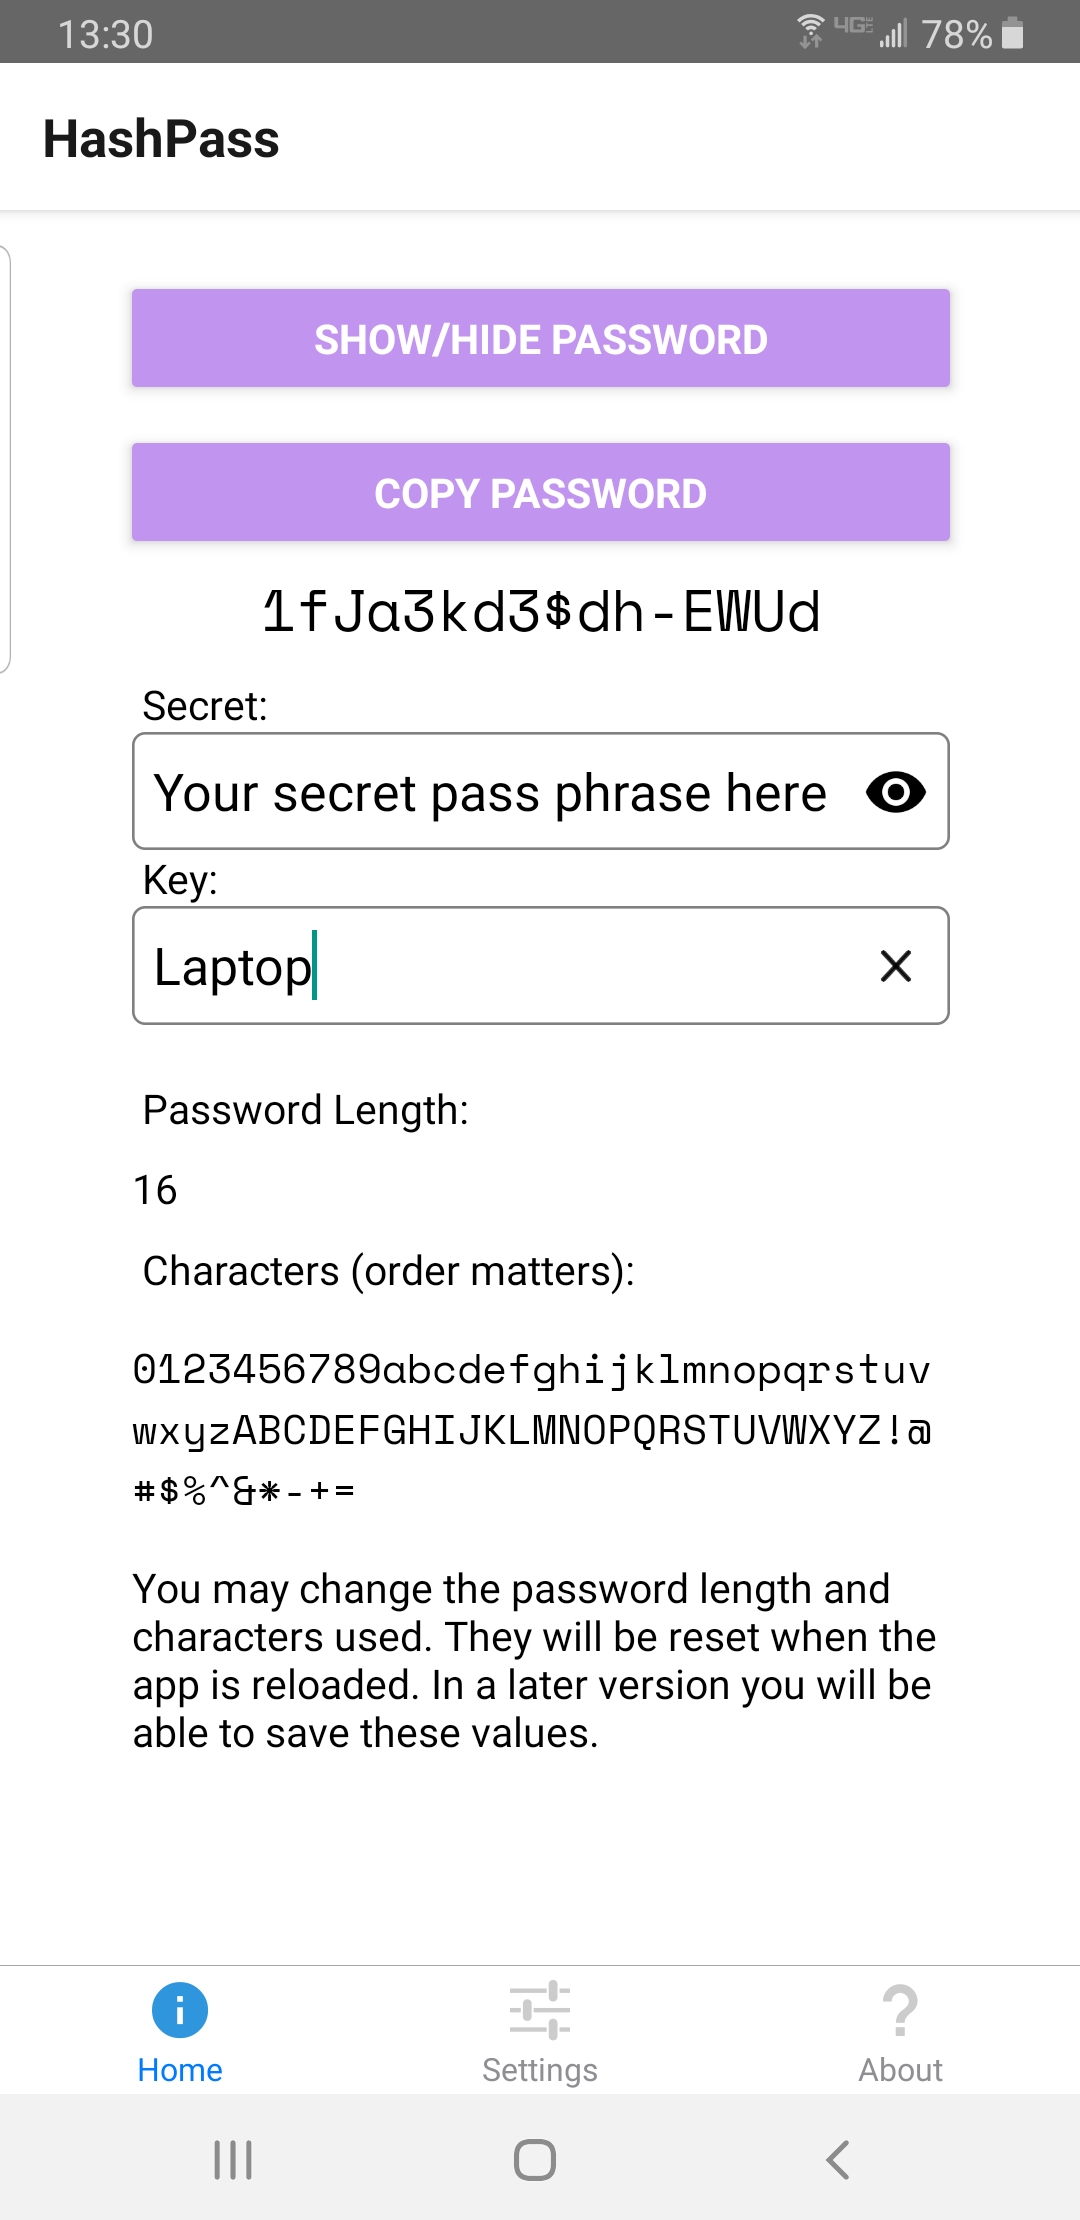 13:30 4G LTE 78%
HashPass
SHOW/HIDE PASSWORD
COPY PASSWORD
1fJa3kd3$dh-EWUd
Secret:
Your secret pass phrase here
Key:
Laptop
Password Length:
16
Characters (order matters):
0123456789abcdefghijklmnopqrstuv
wxyzABCDEFGHIJKLMNOPQRSTUVWXYZ!@
#$%^&*-+=
You may change the password length and
characters used. They will be reset when the
app is reloaded. In a later version you will be
able to save these values.
Home Settings About